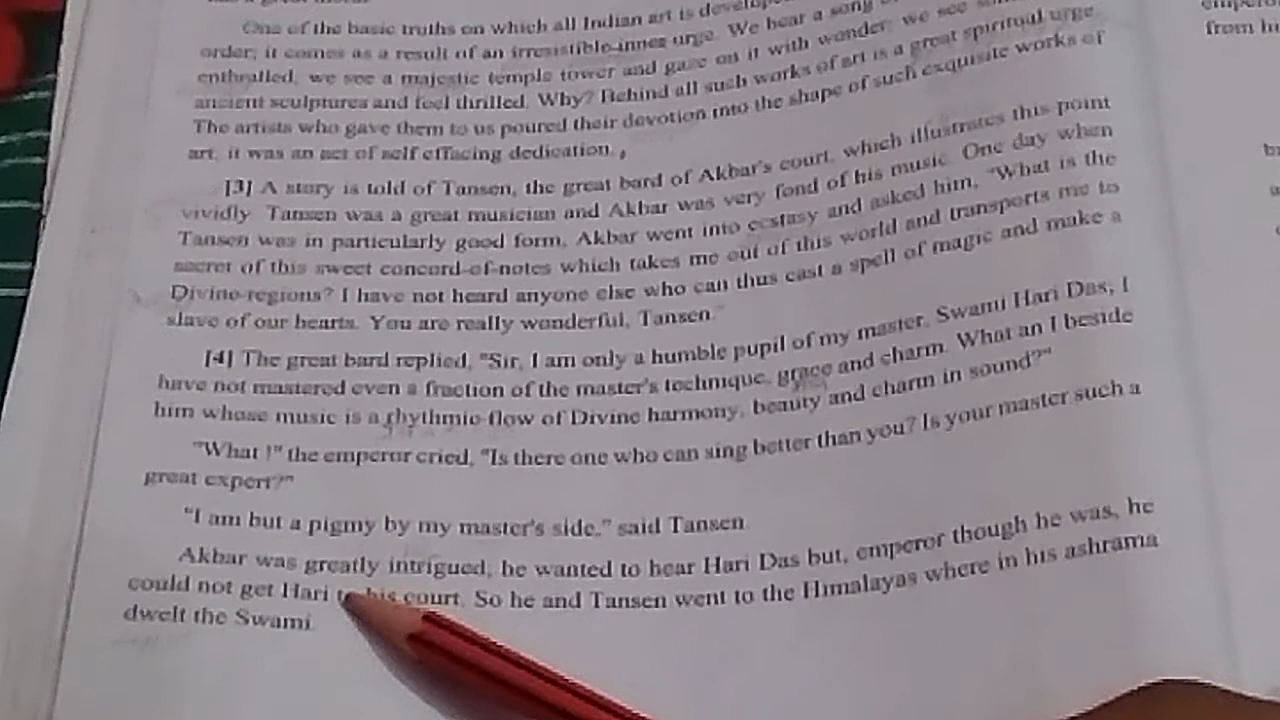 One of the basic truths on which all Indian art is
order; it comes as a result of an irresistible-inner urge. We hear a song
enthralled, we see a majestic temple tower and gaze on it with wonder; we see
ancient sculptures and feel thrilled. Why? Behind all such works of art is a great spiritual urge
The artists who gave them to us poured their devotion into the shape of such exquisite works of
art, it was an act of self effacing dedication.
[3] A story is told of Tansen, the great bard of Akbar's court, which illustrates this point
vividly. Tansen was a great musician and Akbar was very fond of his music. One day when
Tansen was in particularly good form, Akbar went into ecstasy and asked him, "What is the
secret of this sweet concord-of-notes which takes me out of this world and transports me to
Divine-regions? I have not heard anyone else who can thus cast a spell of magic and make a
slave of our hearts. You are really wonderful, Tansen."
[4] The great bard replied, "Sir, I am only a humble pupil of my master, Swami Hari Das; I
have not mastered even a fraction of the master's technique, grace and charm. What an I beside
him whose music is a rhythmic-flow of Divine harmony, beauty and charm in sound?"
"What !" the emperor cried, "Is there one who can sing better than you? Is your master such a
great expert?"
"I am but a pigmy by my master's side," said Tansen
Akbar was greatly intrigued, he wanted to hear Hari Das but, emperor though he was, he
could not get Hari to his court. So he and Tansen went to the Himalayas where in his ashrama
dwelt the Swami.
from